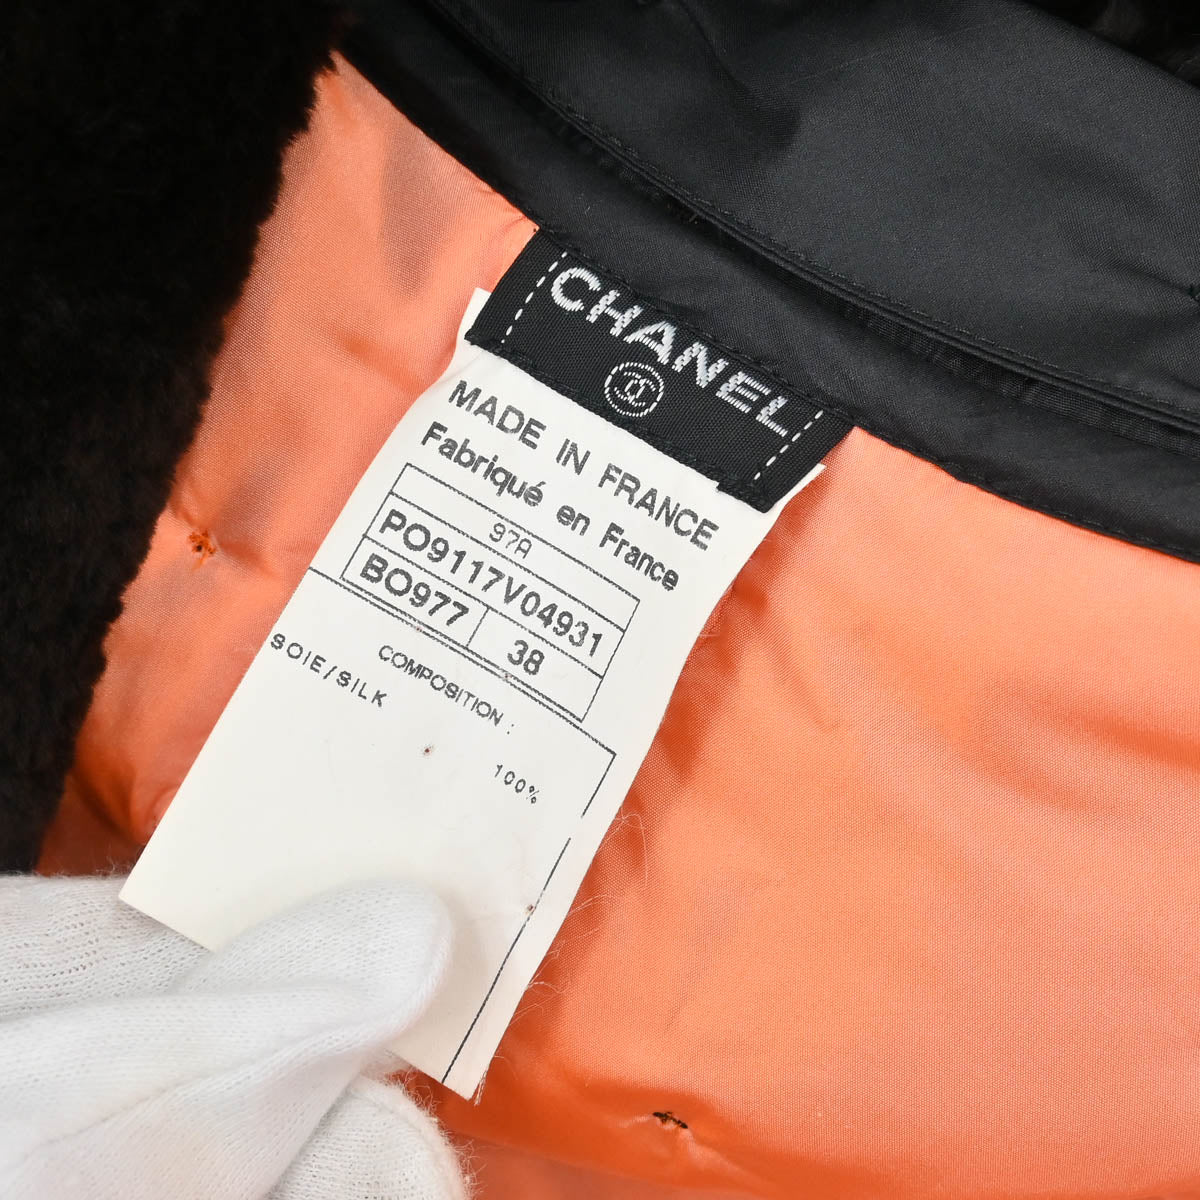 CHANEL
MADE IN FRANCE
Fabriqué en France
97A
PO9117V04931
BO977 38
COMPOSITION :
SOIE/SILK 100%